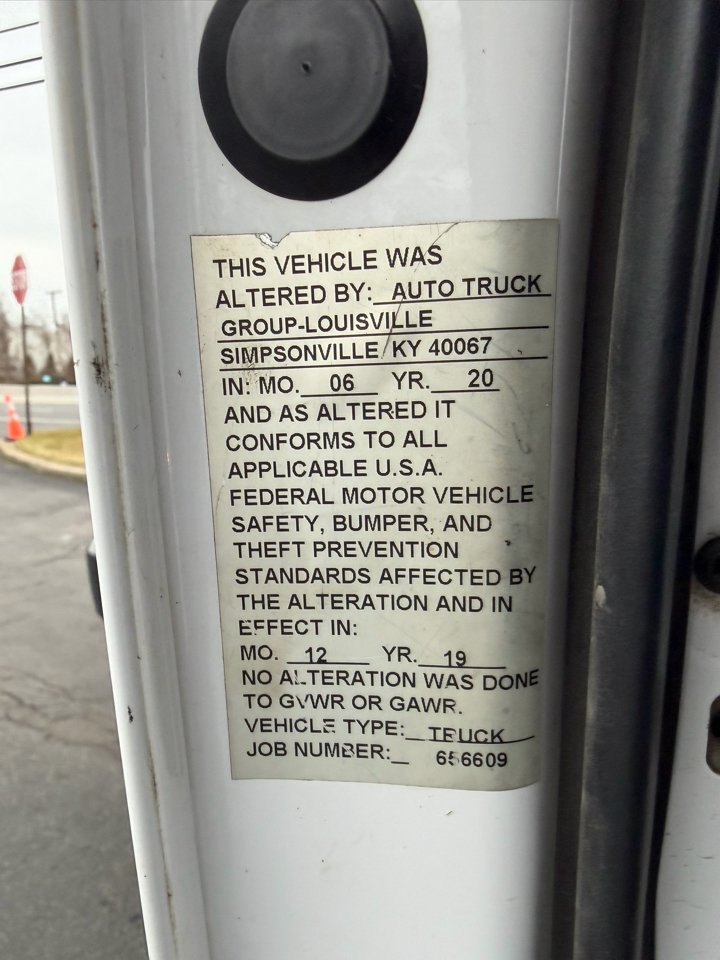 THIS VEHICLE WAS
ALTERED BY: AUTO TRUCK
GROUP-LOUISVILLE
SIMPSONVILLE, KY 40067
IN: MO. 06 YR. 20
AND AS ALTERED IT
CONFORMS TO ALL
APPLICABLE U.S.A.
FEDERAL MOTOR VEHICLE
SAFETY, BUMPER, AND
THEFT PREVENTION
STANDARDS AFFECTED BY
THE ALTERATION AND IN
EFFECT IN:
MO. 12 YR. 19
NO ALTERATION WAS DONE
TO GVWR OR GAWR.
VEHICLE TYPE: TRUCK
JOB NUMBER: 656609